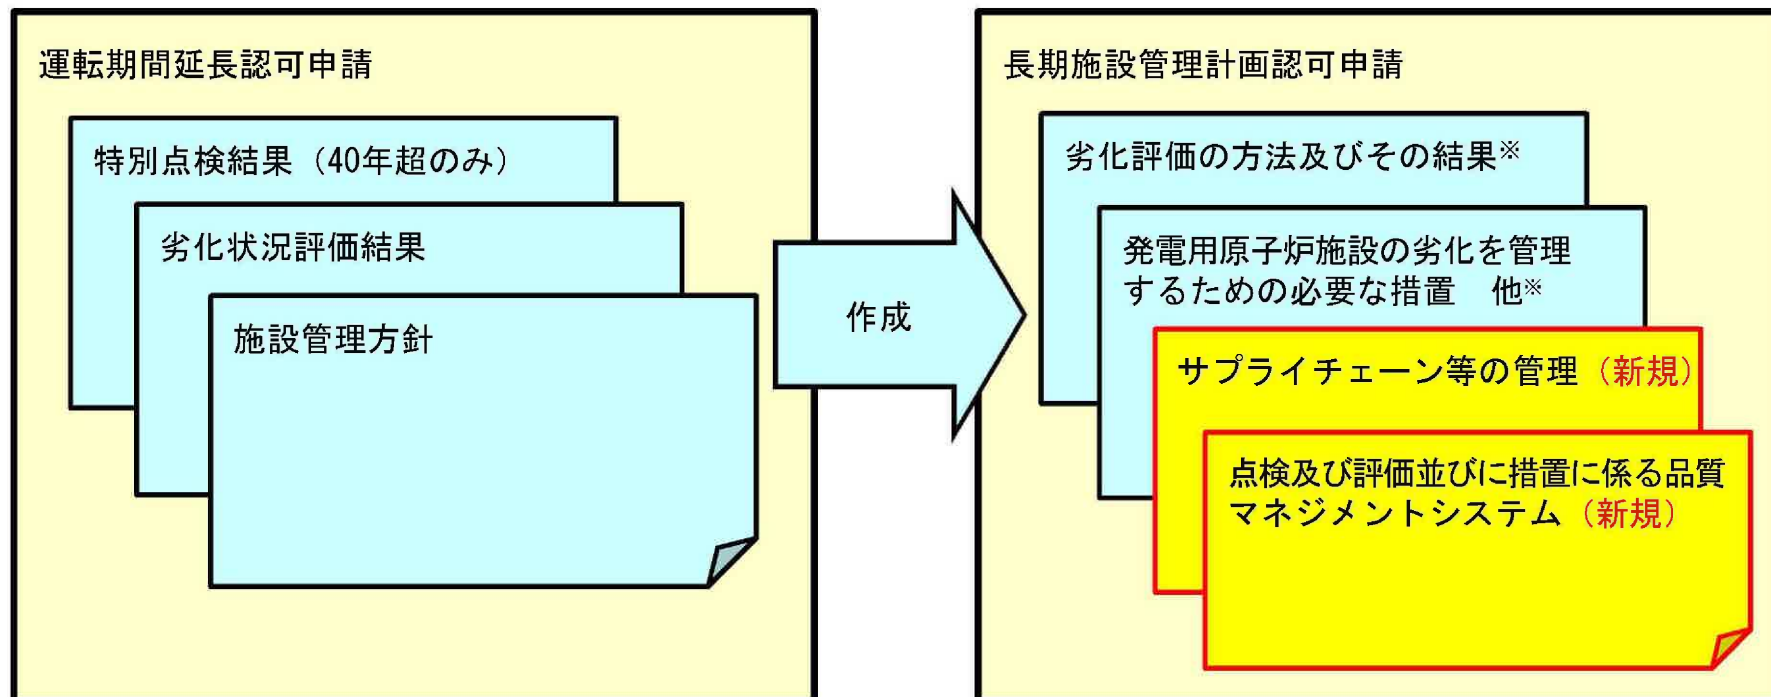 運転期間延長認可申請
特別点検結果（40年超のみ）
劣化状況評価結果
施設管理方針
作成
長期施設管理計画認可申請
劣化評価の方法及びその結果※
発電用原子炉施設の劣化を管理
するための必要な措置　他※
サプライチェーン等の管理（新規）
点検及び評価並びに措置に係る品質
マネジメントシステム（新規）